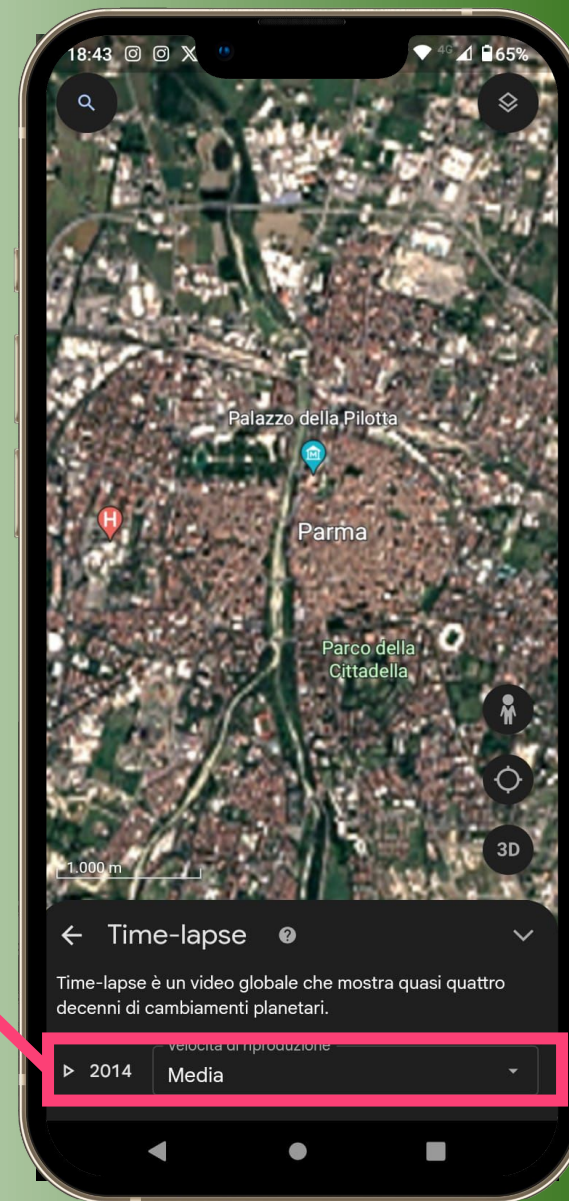 18:43
4G
65%
Palazzo della Pilotta
M
H
Parma
Parco della
Cittadella
3D
1.000 m
Time-lapse
?
Time-lapse è un video globale che mostra quasi quattro
decenni di cambiamenti planetari.
Velocità di riproduzione
2014
Media